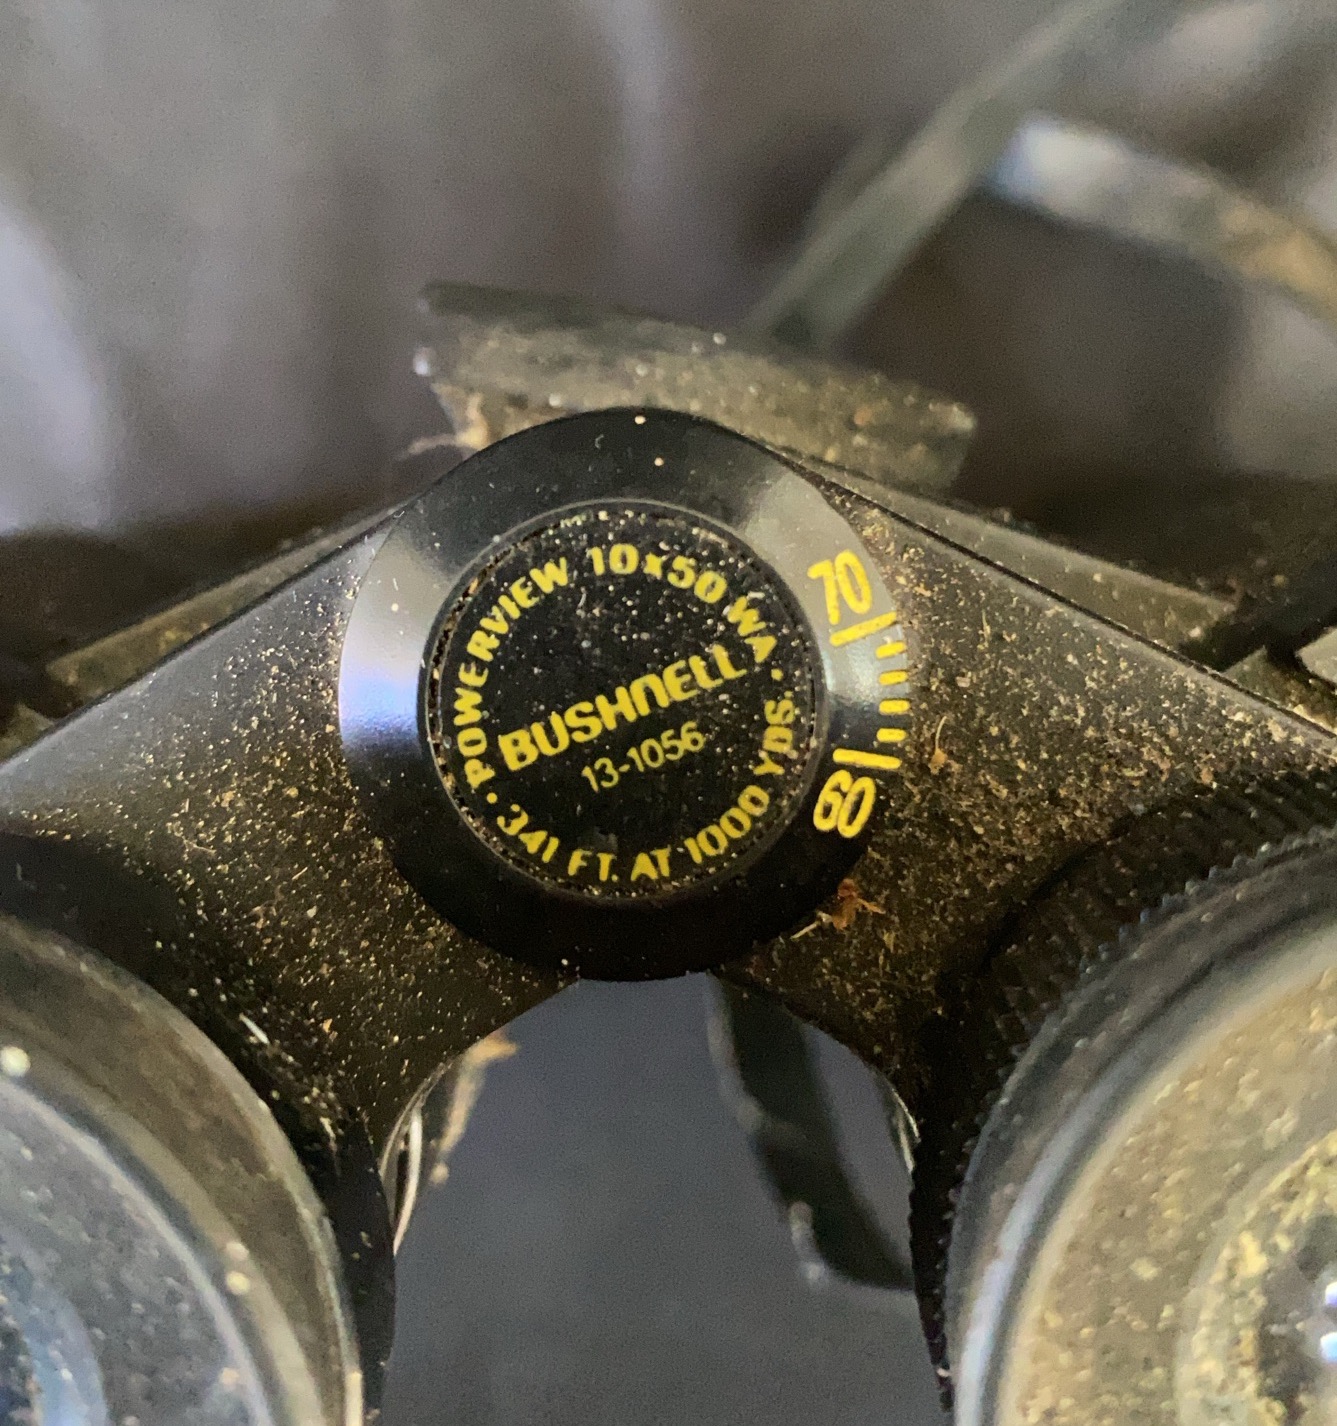 POWERVIEW 10x50 WA.
BUSHNELL
13-1056
341 FT. AT 1000 YDS.
70
60